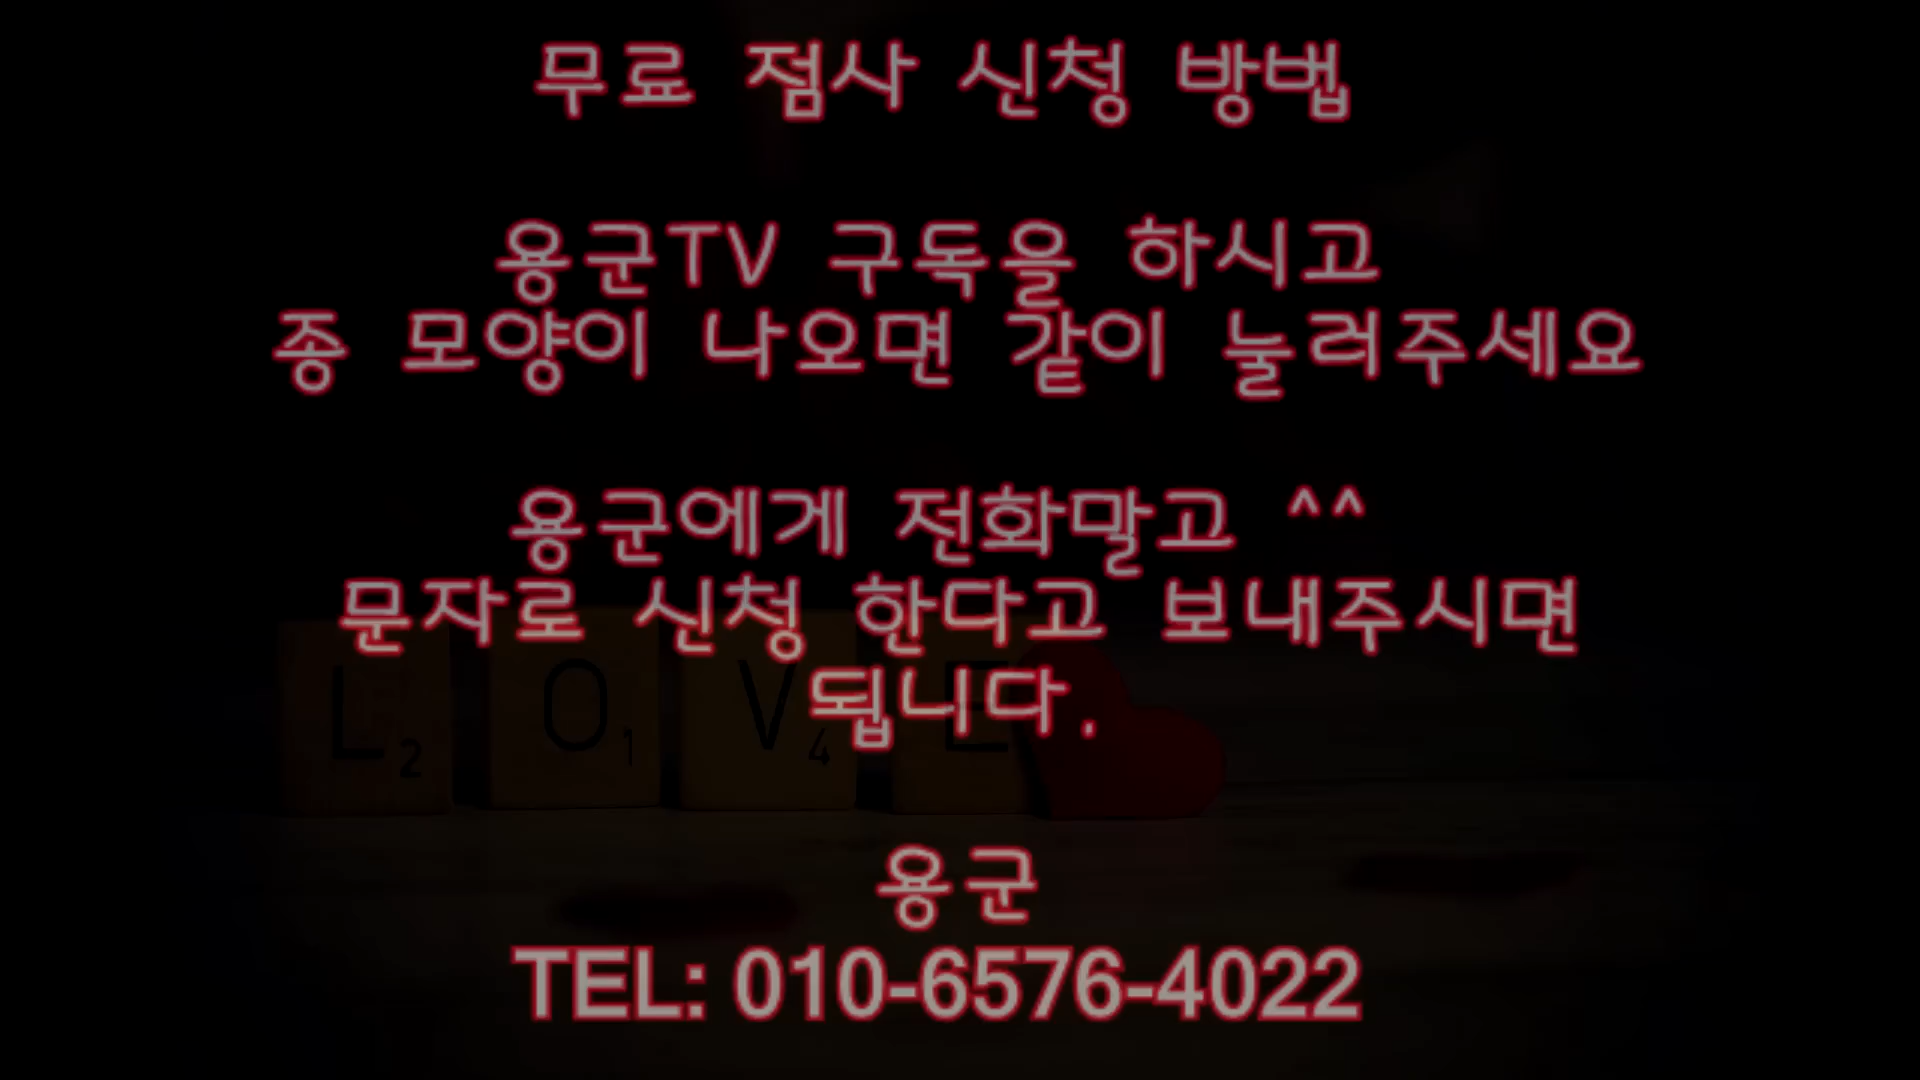 무료 점사 신청 방법
용군TV 구독을 하시고
종 모양이 나오면 같이 눌러주세요
용군에게 전화말고 ^^
문자로 신청 한다고 보내주시면
됩니다.
L2 O1 V4 E
용군
TEL: 010-6576-4022